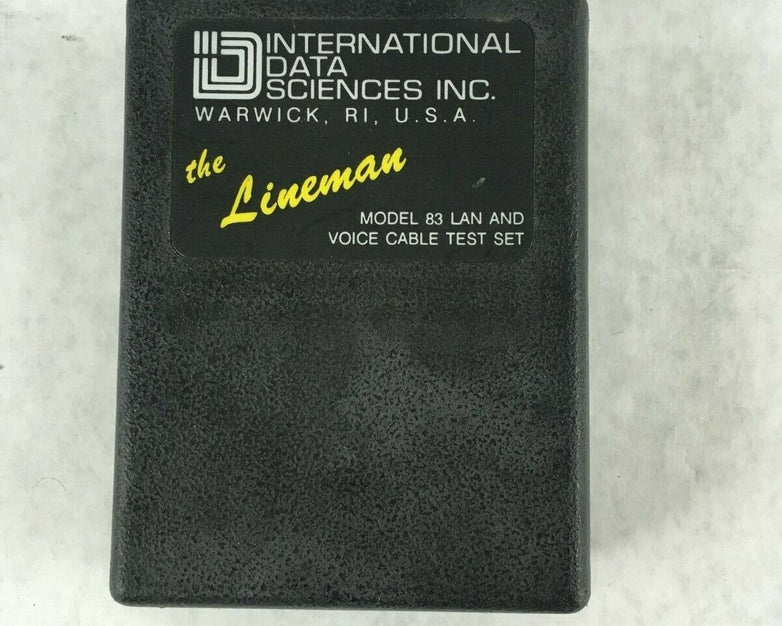 INTERNATIONAL
DATA
SCIENCES INC.
WARWICK, RI, U.S.A.
the
Lineman
MODEL 83 LAN AND
VOICE CABLE TEST SET